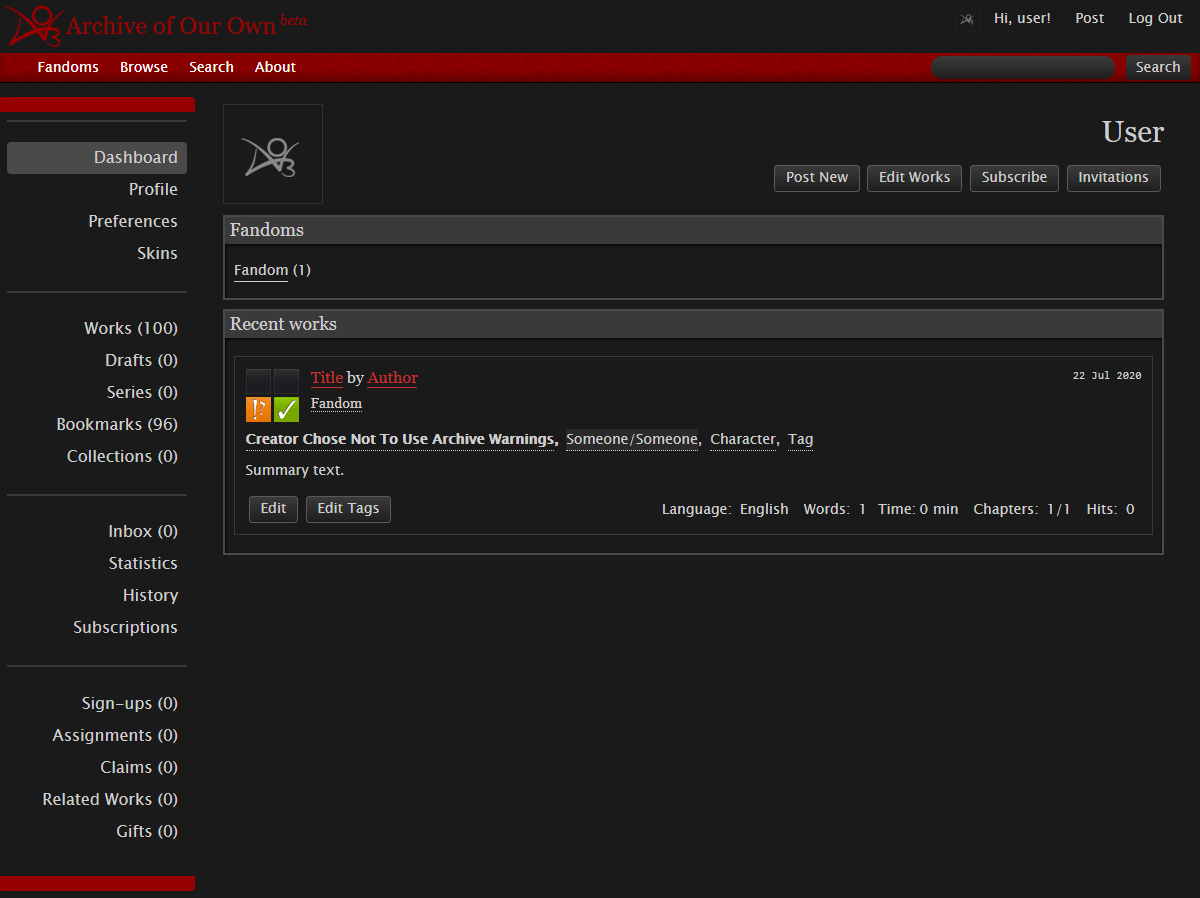 Archive of Our Own beta
Hi, user! Post Log Out
Fandoms Browse Search About Search
User
Dashboard
Profile
Preferences
Skins
Works (100)
Drafts (0)
Series (0)
Bookmarks (96)
Collections (0)
Inbox (0)
Statistics
History
Subscriptions
Sign-ups (0)
Assignments (0)
Claims (0)
Related Works (0)
Gifts (0)
Post New Edit Works Subscribe Invitations
Fandoms
Fandom (1)
Recent works
Title by Author 22 Jul 2020
Fandom
!? ✓
Creator Chose Not To Use Archive Warnings, Someone/Someone, Character, Tag
Summary text.
Edit Edit Tags Language: English Words: 1 Time: 0 min Chapters: 1/1 Hits: 0